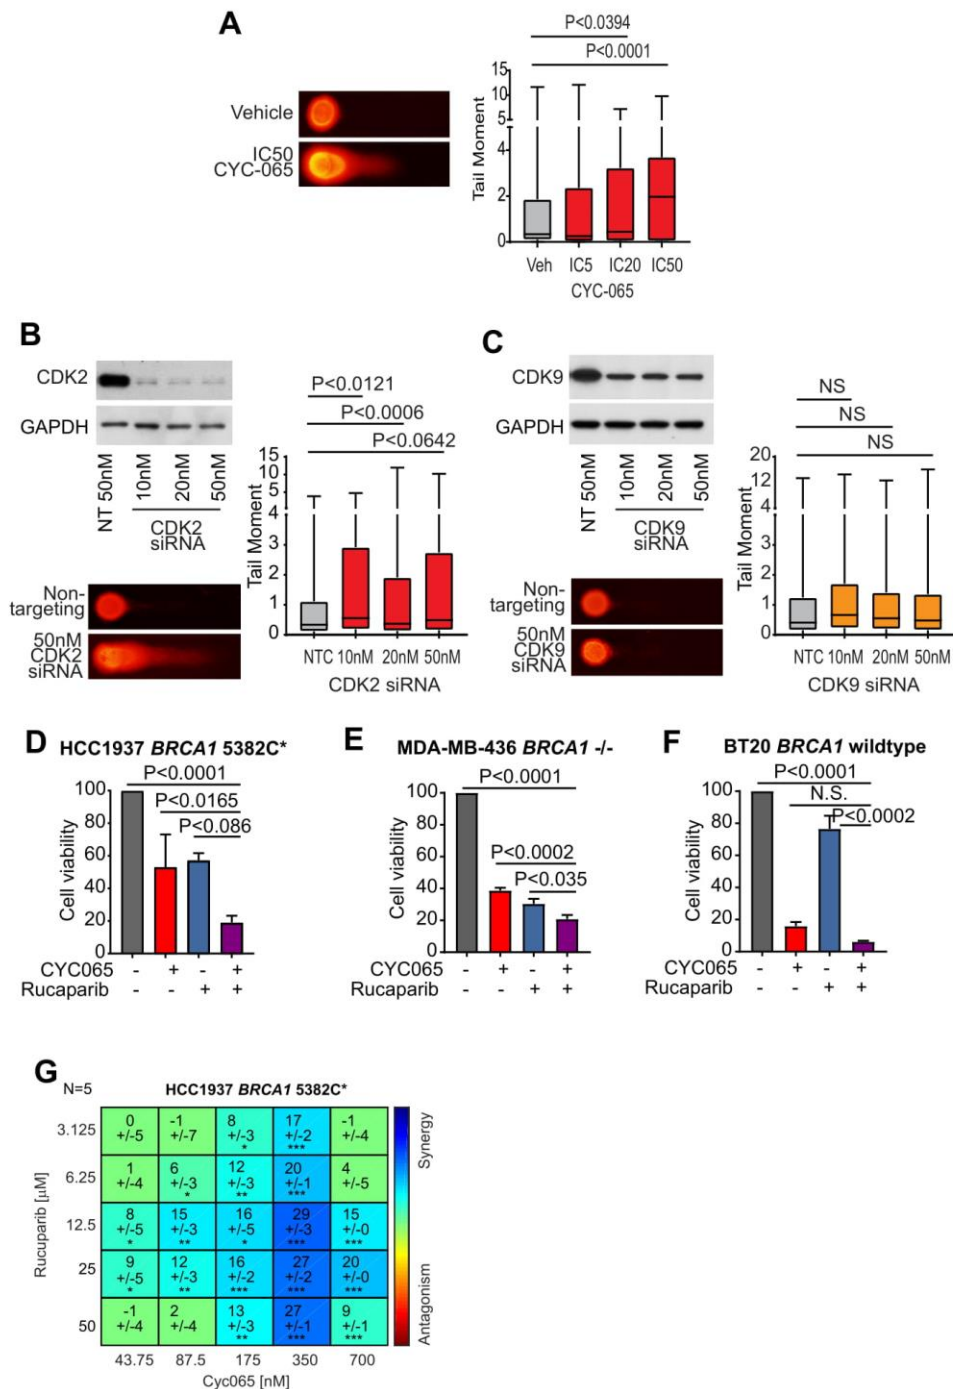 A
P<0.0394
P<0.0001
Vehicle
IC50
CYC-065
Tail Moment
15
10
5
4
2
0
Veh IC5 IC20 IC50
CYC-065
B
CDK2
GAPDH
NT 50nM
10nM
20nM
50nM
CDK2
siRNA
Non-
targeting
50nM
CDK2
siRNA
P<0.0121
P<0.0006
P<0.0642
Tail Moment
15
10
5
4
3
2
1
0
NTC 10nM 20nM 50nM
CDK2 siRNA
C
CDK9
GAPDH
NT 50nM
10nM
20nM
50nM
CDK9
siRNA
Non-
targeting
50nM
CDK9
siRNA
NS
NS
NS
Tail Moment
20
12
4
3
2
1
0
NTC 10nM 20nM 50nM
CDK9 siRNA
D
HCC1937 BRCA1 5382C*
P<0.0001
P<0.0165
P<0.086
Cell viability
100
80
60
40
20
0
CYC065 - + - +
Rucaparib - - + +
E
MDA-MB-436 BRCA1 -/-
P<0.0001
P<0.0002
P<0.035
Cell viability
100
80
60
40
20
0
CYC065 - + - +
Rucaparib - - + +
F
BT20 BRCA1 wildtype
P<0.0001
N.S.
P<0.0002
Cell viability
100
80
60
40
20
0
CYC065 - + - +
Rucaparib - - + +
G
N=5
HCC1937 BRCA1 5382C*
Rucuparib [µM]
3.125
0 -1 8 17 -1
+/-5 +/-7 +/-3 +/-2 +/-4
* ***
6.25
1 6 12 20 4
+/-4 +/-3 +/-3 +/-1 +/-5
* ** ***
12.5
8 15 16 29 15
+/-5 +/-3 +/-5 +/-3 +/-0
* ** * *** ***
25
9 12 16 27 20
+/-5 +/-3 +/-2 +/-2 +/-0
* ** *** *** ***
50
-1 2 13 27 9
+/-4 +/-4 +/-3 +/-1 +/-1
** *** ***
43.75 87.5 175 350 700
Cyc065 [nM]
Synergy
Antagonism